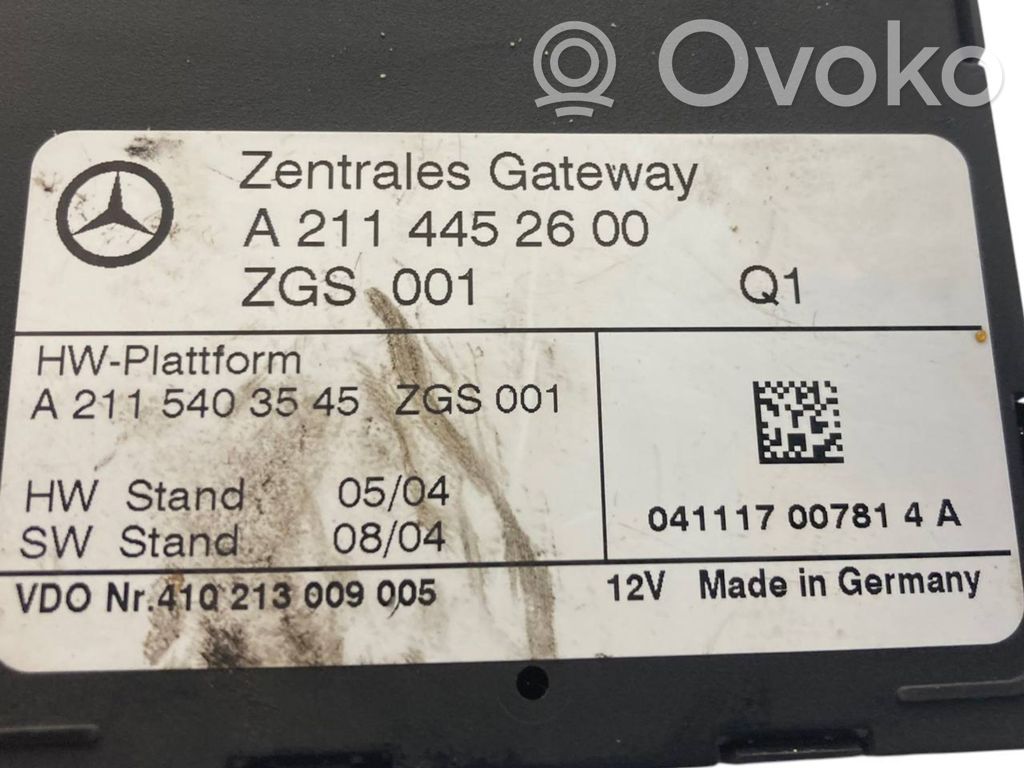 Ovoko
Zentrales Gateway
A 211 445 26 00
ZGS 001 Q1
HW-Plattform
A 211 540 35 45 ZGS 001
HW Stand 05/04
SW Stand 08/04
041117 00781 4 A
VDO Nr.410 213 009 005
12V Made in Germany